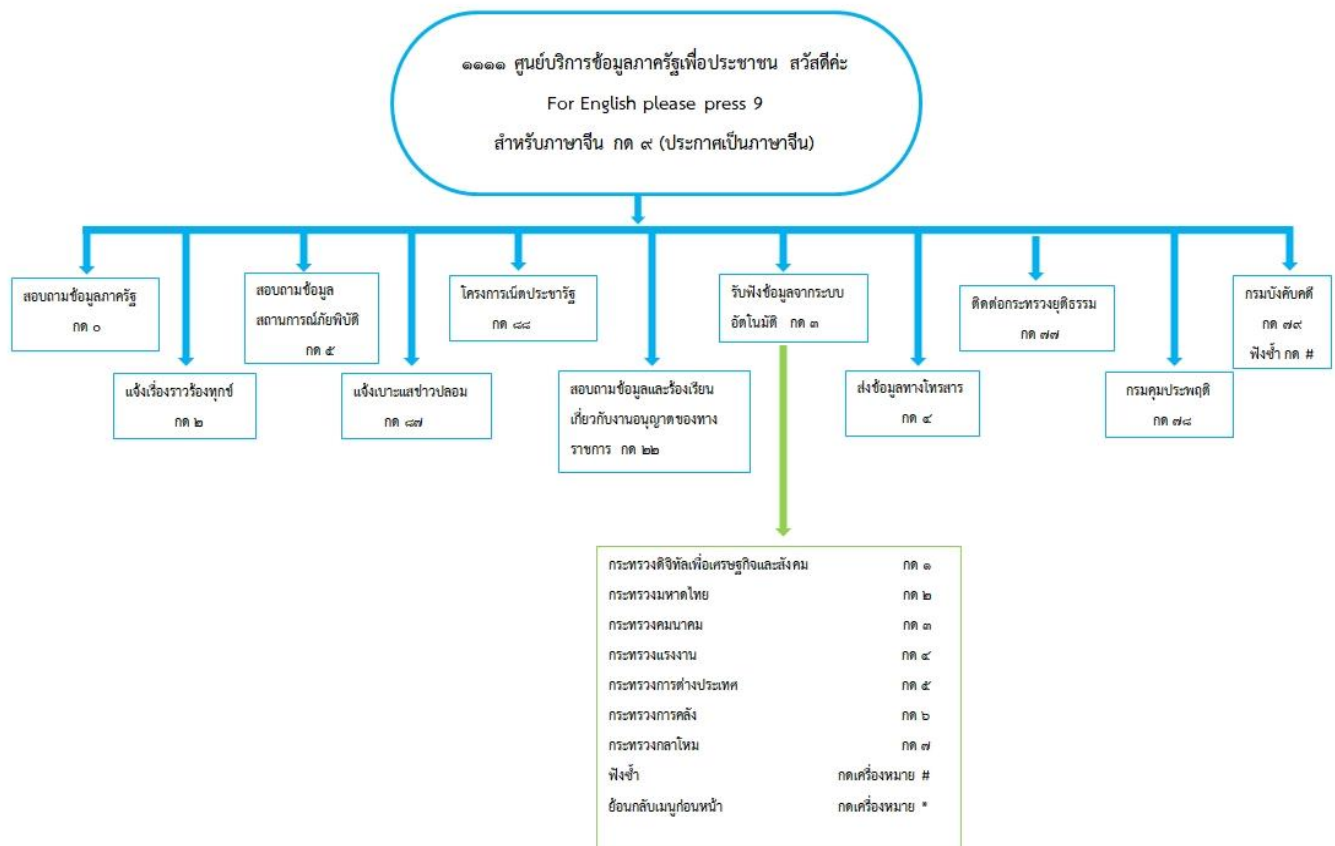 ๑๑๑๑ ศูนย์บริการข้อมูลภาครัฐเพื่อประชาชน สวัสดีค่ะ
For English please press 9
สำหรับภาษาจีน กด ๙ (ประกาศเป็นภาษาจีน)
สอบถามข้อมูลภาครัฐ
กด ๐
แจ้งเรื่องราวร้องทุกข์
กด ๒
สอบถามข้อมูล
สถานการณ์ภัยพิบัติ
กด ๕
แจ้งเบาะแสข่าวปลอม
กด ๘๗
โครงการเน็ตประชารัฐ
กด ๘๘
สอบถามข้อมูลและร้องเรียน
เกี่ยวกับงานอนุญาตของทาง
ราชการ กด ๒๒
รับฟังข้อมูลจากระบบ
อัตโนมัติ กด ๓
ส่งข้อมูลทางโทรสาร
กด ๔
ติดต่อกระทรวงยุติธรรม
กด ๗๗
กรมคุมประพฤติ
กด ๗๘
กรมบังคับคดี
กด ๗๙
ฟังซ้ำ กด #
กระทรวงดิจิทัลเพื่อเศรษฐกิจและสังคม กด ๑
กระทรวงมหาดไทย กด ๒
กระทรวงคมนาคม กด ๓
กระทรวงแรงงาน กด ๔
กระทรวงการต่างประเทศ กด ๕
กระทรวงการคลัง กด ๖
กระทรวงกลาโหม กด ๗
ฟังซ้ำ กดเครื่องหมาย #
ย้อนกลับเมนูก่อนหน้า กดเครื่องหมาย *